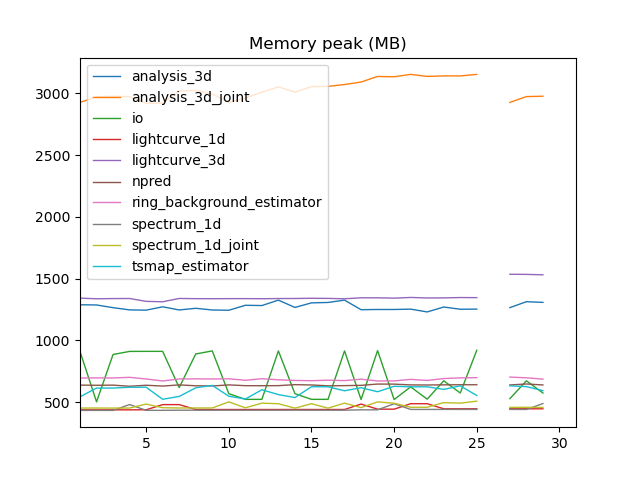 Memory peak (MB)
3000
2500
2000
1500
1000
500
analysis_3d
analysis_3d_joint
io
lightcurve_1d
lightcurve_3d
npred
ring_background_estimator
spectrum_1d
spectrum_1d_joint
tsmap_estimator
5 10 15 20 25 30